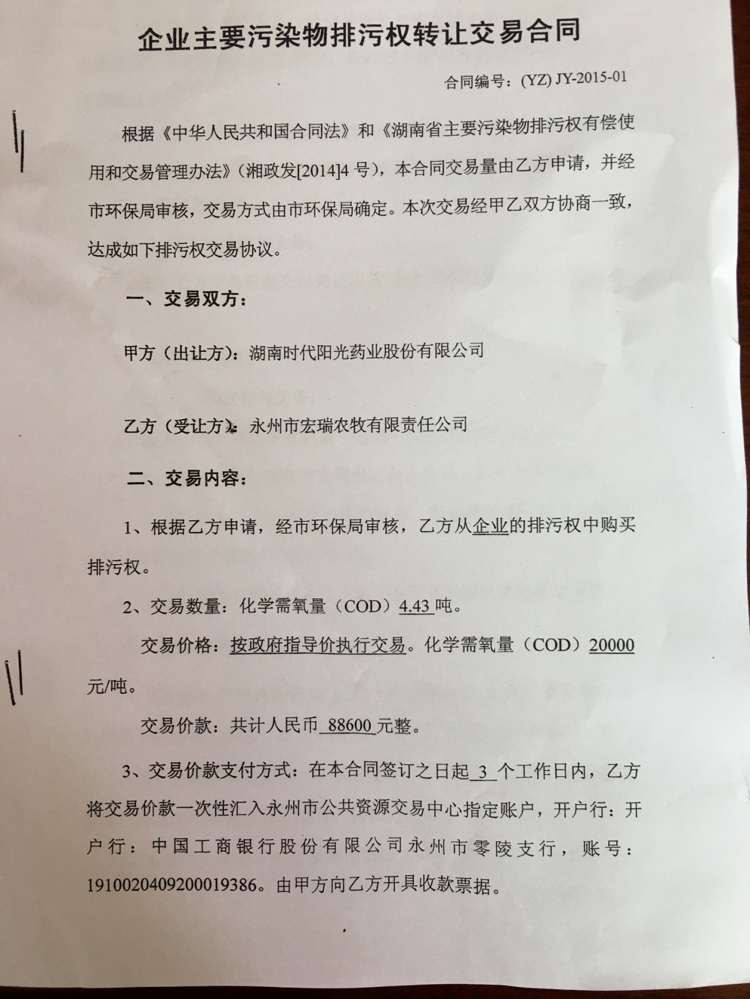 企业主要污染物排污权转让交易合同
合同编号：(YZ) JY-2015-01
根据《中华人民共和国合同法》和《湖南省主要污染物排污权有偿使
用和交易管理办法》（湘政发[2014]4 号），本合同交易量由乙方申请，并经
市环保局审核，交易方式由市环保局确定。本次交易经甲乙双方协商一致，
达成如下排污权交易协议。
一、交易双方：
甲方（出让方）：湖南时代阳光药业股份有限公司
乙方（受让方）：永州市宏瑞农牧有限责任公司
二、交易内容：
1、根据乙方申请，经市环保局审核，乙方从企业的排污权中购买
排污权。
2、交易数量：化学需氧量（COD）4.43 吨。
交易价格：按政府指导价执行交易。化学需氧量（COD）20000
元/吨。
交易价款：共计人民币 88600 元整。
3、交易价款支付方式：在本合同签订之日起 3 个工作日内，乙方
将交易价款一次性汇入永州市公共资源交易中心指定账户，开户行：开
户行：中国工商银行股份有限公司永州市零陵支行，账号：
1910020409200019386。由甲方向乙方开具收款票据。